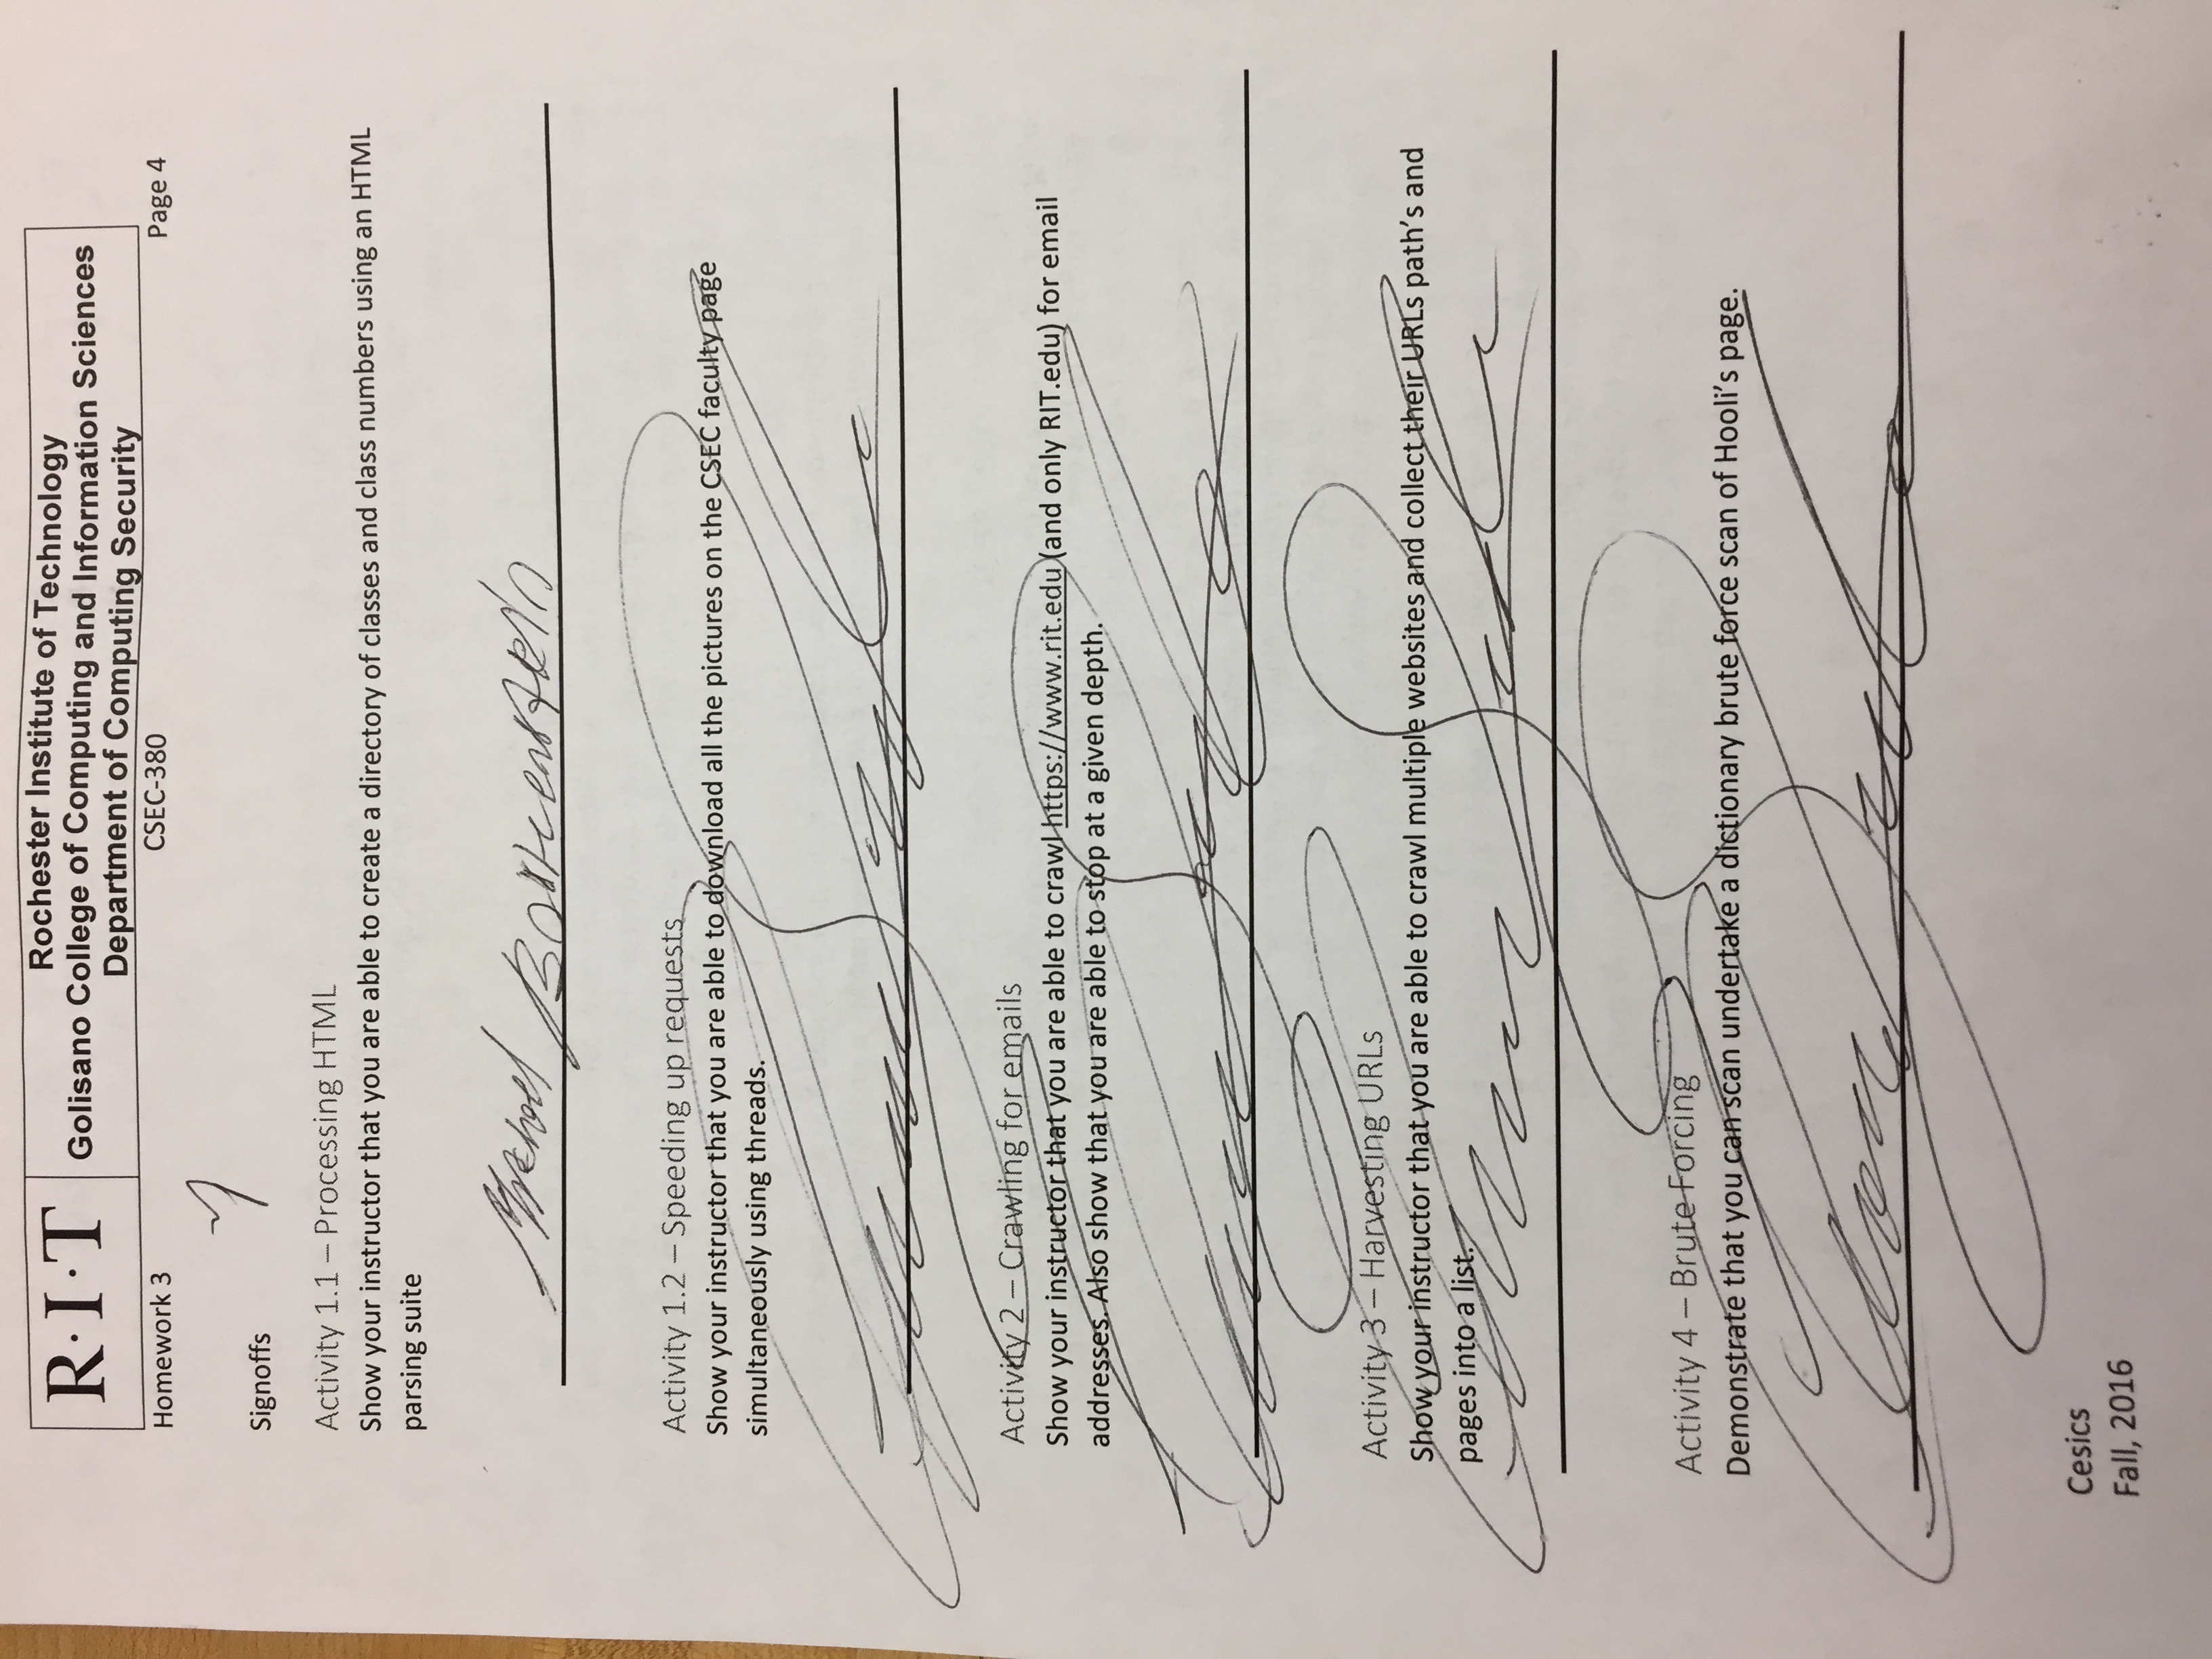 R·I·T
Rochester Institute of Technology
Golisano College of Computing and Information Sciences
Department of Computing Security
Homework 3 CSEC-380 Page 4
Signoffs
Activity 1.1 – Processing HTML
Show your instructor that you are able to create a directory of classes and class numbers using an HTML
parsing suite
Michael
Activity 1.2 – Speeding up requests
Show your instructor that you are able to download all the pictures on the CSEC faculty page
simultaneously using threads.
Activity 2 – Crawling for emails
Show your instructor that you are able to crawl https://www.rit.edu (and only RIT.edu) for email
addresses. Also show that you are able to stop at a given depth.
Activity 3 – Harvesting URLs
Show your instructor that you are able to crawl multiple websites and collect their URLs path's and
pages into a list.
Activity 4 – Brute Forcing
Demonstrate that you can scan undertake a dictionary brute force scan of Hooli's page.
Cesics
Fall, 2016